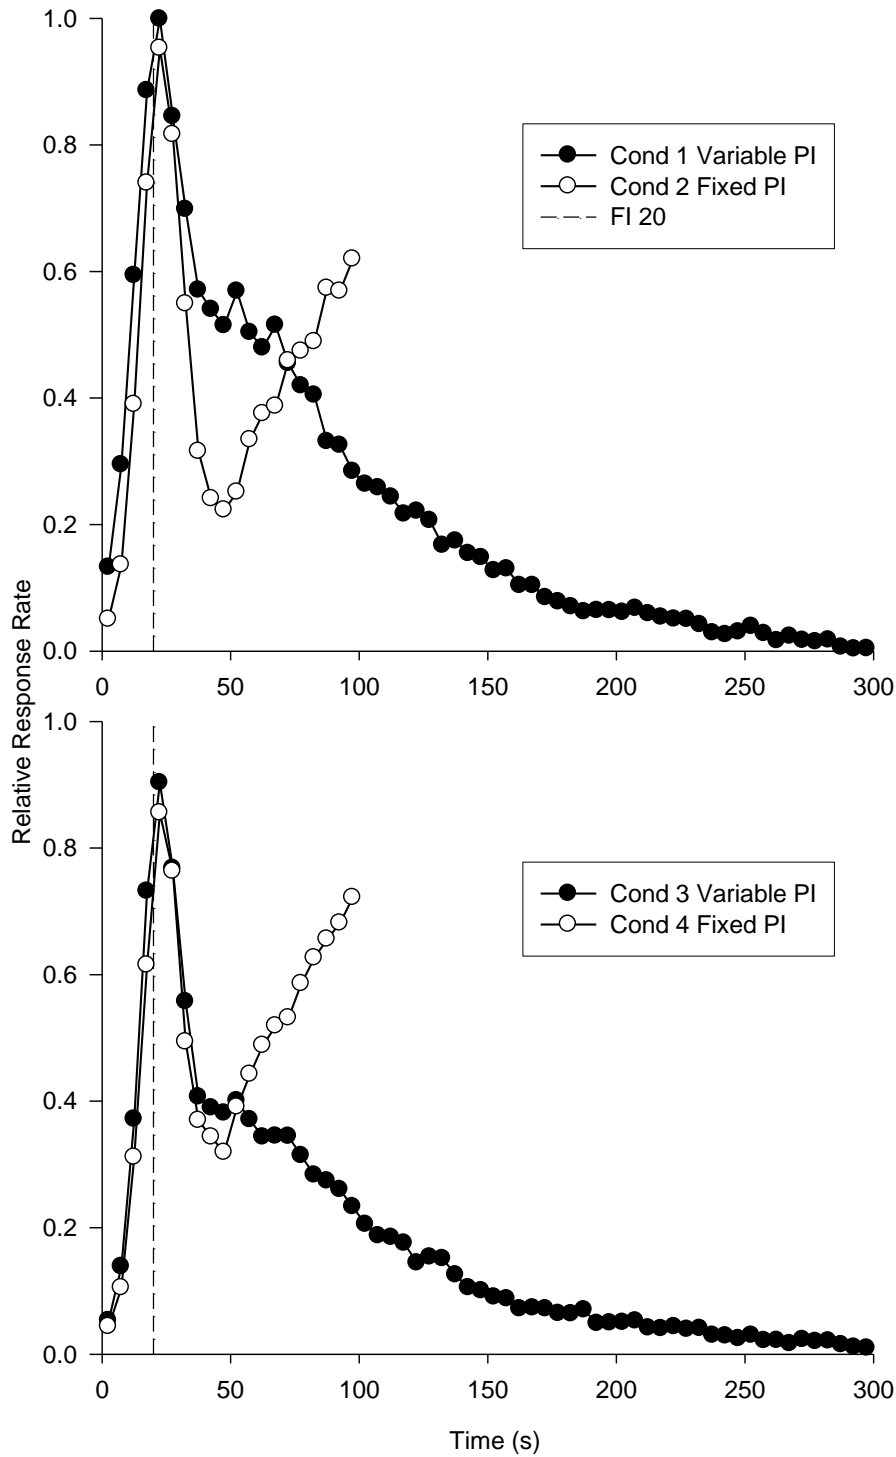 1.0
0.8
0.6
0.4
0.2
0.0
0 50 100 150 200 250 300
Cond 1 Variable PI
Cond 2 Fixed PI
FI 20
Relative Response Rate
1.0
0.8
0.6
0.4
0.2
0.0
0 50 100 150 200 250 300
Cond 3 Variable PI
Cond 4 Fixed PI
Time (s)